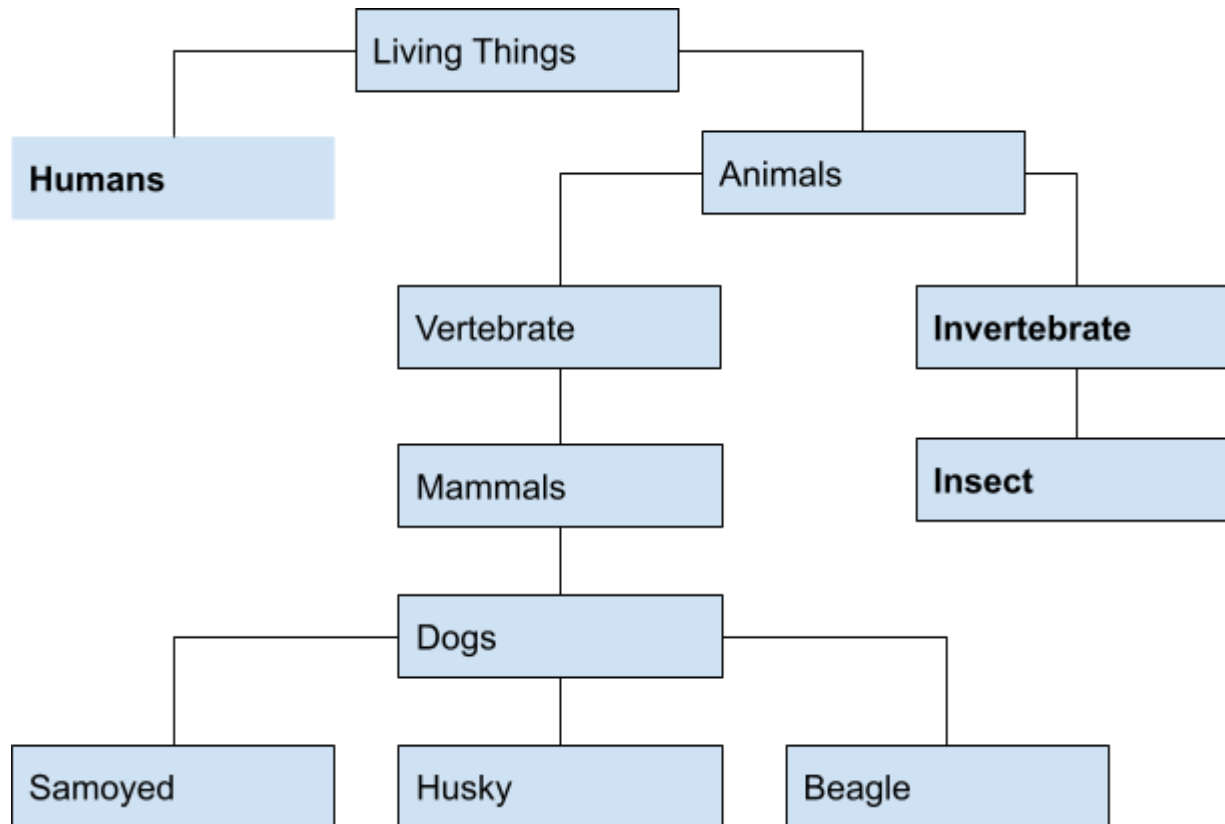 Living Things
Humans
Animals
Vertebrate
Invertebrate
Mammals
Insect
Dogs
Samoyed
Husky
Beagle